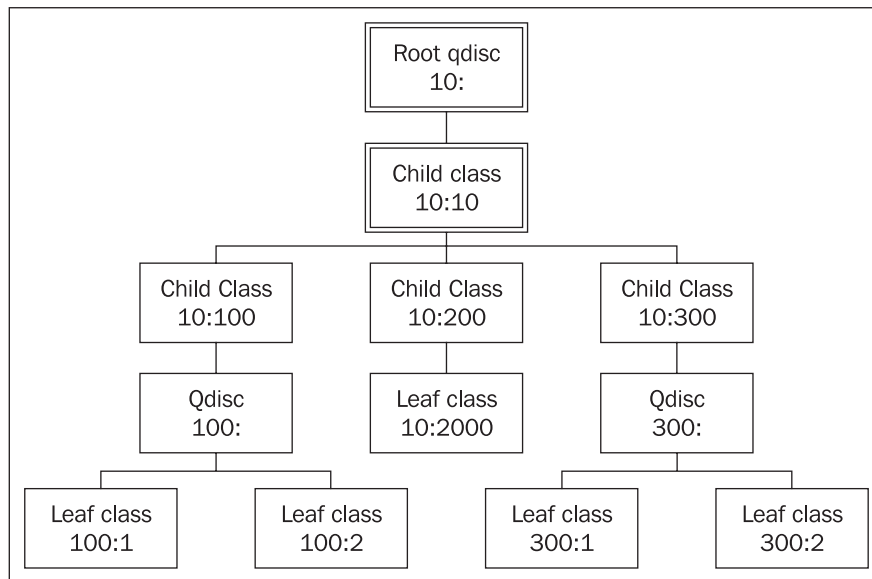 Root qdisc
10:
Child class
10:10
Child Class
10:100
Child Class
10:200
Child Class
10:300
Qdisc
100:
Leaf class
10:2000
Qdisc
300:
Leaf class
100:1
Leaf class
100:2
Leaf class
300:1
Leaf class
300:2